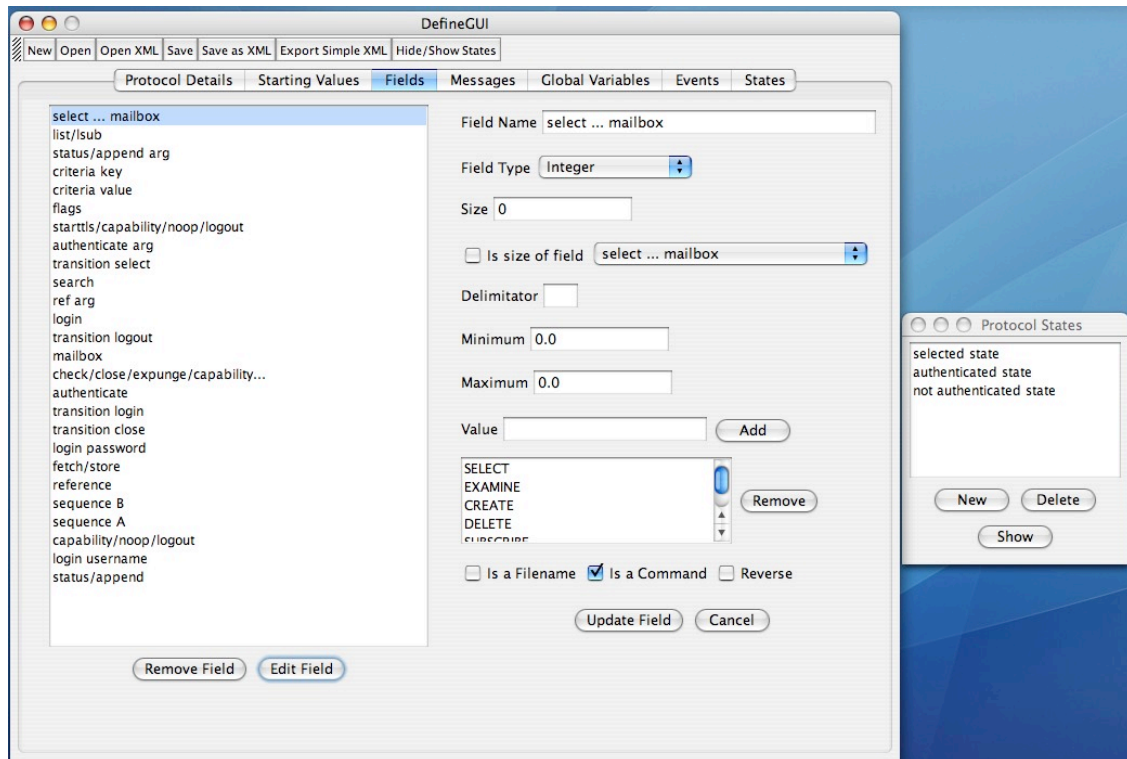 DefineGUI
New Open Open XML Save Save as XML Export Simple XML Hide/Show States
Protocol Details Starting Values Fields Messages Global Variables Events States
select ... mailbox
list/lsub
status/append arg
criteria key
criteria value
flags
starttls/capability/noop/logout
authenticate arg
transition select
search
ref arg
login
transition logout
mailbox
check/close/expunge/capability...
authenticate
transition login
transition close
login password
fetch/store
reference
sequence B
sequence A
capability/noop/logout
login username
status/append
Remove Field Edit Field
Field Name select ... mailbox
Field Type Integer
Size 0
Is size of field select ... mailbox
Delimitator
Minimum 0.0
Maximum 0.0
Value Add
SELECT
EXAMINE
CREATE
DELETE
SUBSCRIBE
Remove
Is a Filename Is a Command Reverse
Update Field Cancel
Protocol States
selected state
authenticated state
not authenticated state
New Delete
Show